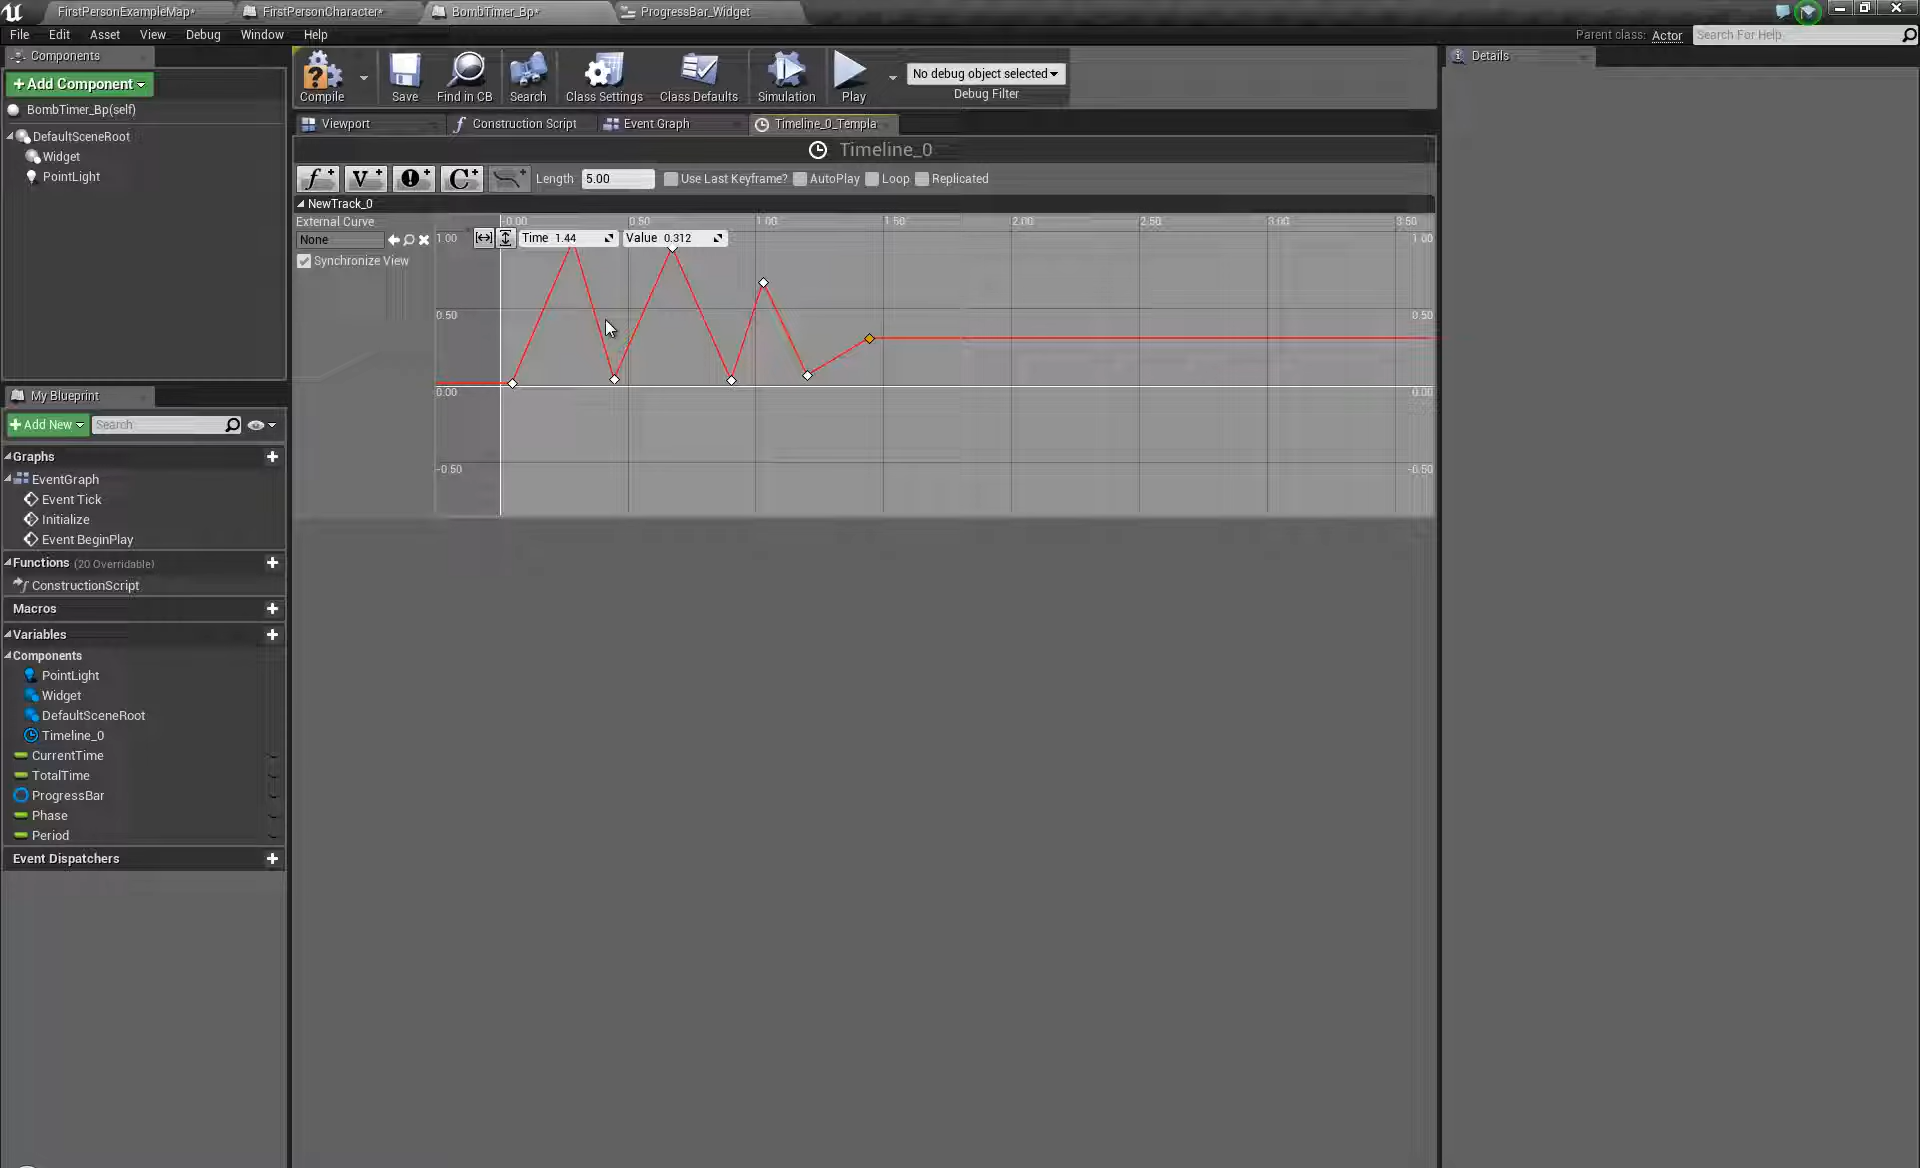 FirstPersonExampleMap*
FirstPersonCharacter*
BombTimer_Bp*
ProgressBar_Widget
File Edit Asset View Debug Window Help
Parent class: Actor
Search For Help
Components
Details
+Add Component
Compile
Save
Find in CB
Search
Class Settings
Class Defaults
Simulation
Play
No debug object selected
Debug Filter
BombTimer_Bp(self)
DefaultSceneRoot
Widget
PointLight
Viewport
Construction Script
Event Graph
Timeline_0_Templa
Timeline_0
f+ V+ !+ C+
Length 5.00
Use Last Keyframe?
AutoPlay
Loop
Replicated
NewTrack_0
External Curve
None
Synchronize View
-0.00 0.50 1.00 1.50 2.00 2.50 3.00 3.50
1.00
Time 1.44
Value 0.312
1.00
0.50 0.50
0.00 0.00
-0.50 -0.50
My Blueprint
+Add New
Search
Graphs +
EventGraph
Event Tick
Initialize
Event BeginPlay
Functions (20 Overridable) +
ConstructionScript
Macros +
Variables +
Components
PointLight
Widget
DefaultSceneRoot
Timeline_0
CurrentTime
TotalTime
ProgressBar
Phase
Period
Event Dispatchers +